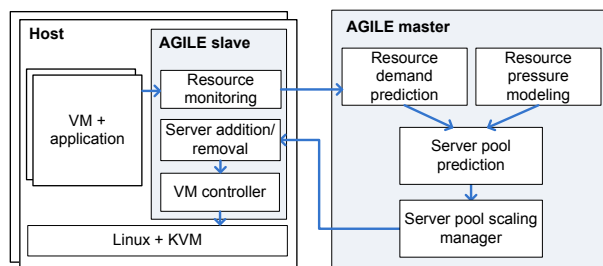 Host
AGILE slave
Resource
monitoring
VM +
application
Server addition/
removal
VM controller
Linux + KVM
AGILE master
Resource
demand
prediction
Resource
pressure
modeling
Server pool
prediction
Server pool scaling
manager